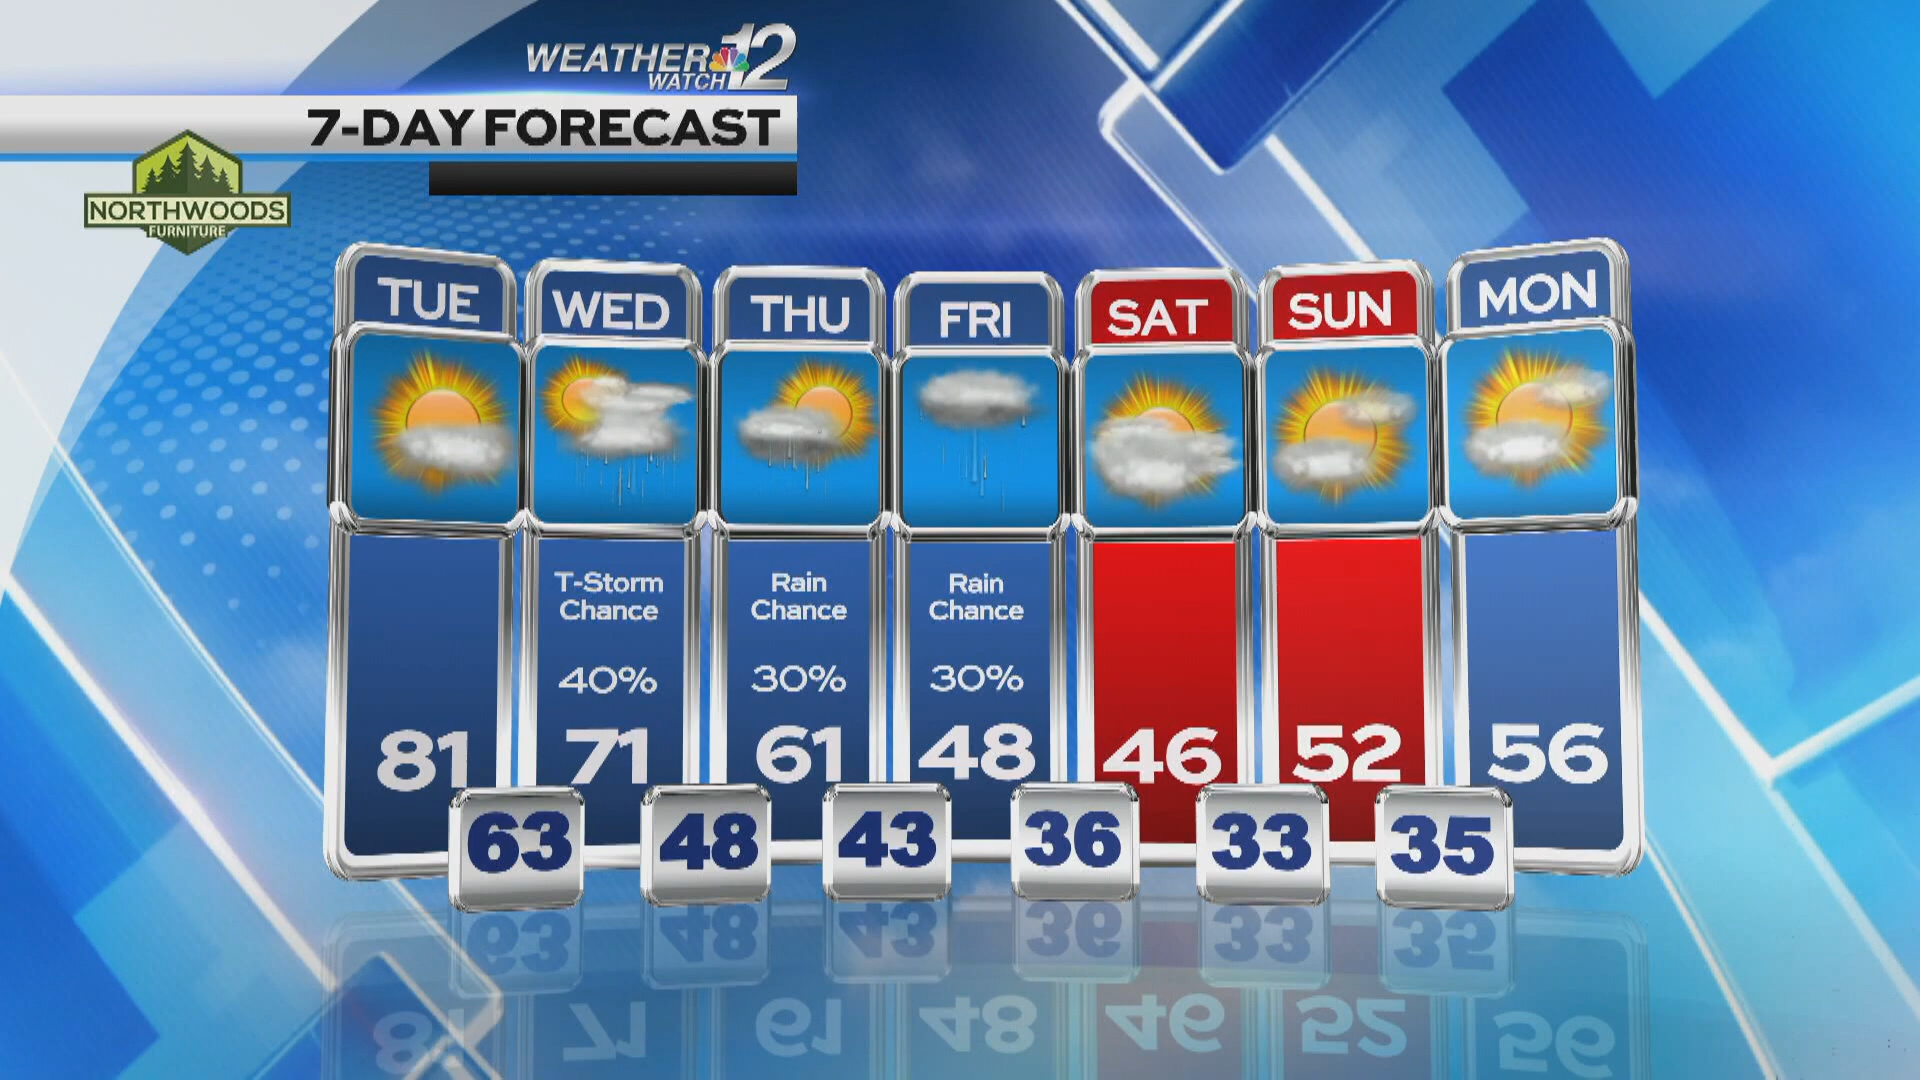 WEATHER 12
WATCH
7-DAY FORECAST
NORTHWOODS
FURNITURE
TUE WED THU FRI SAT SUN MON
T-Storm Rain Rain
Chance Chance Chance
40% 30% 30%
81 71 61 48 46 52 56
63 48 43 36 33 35